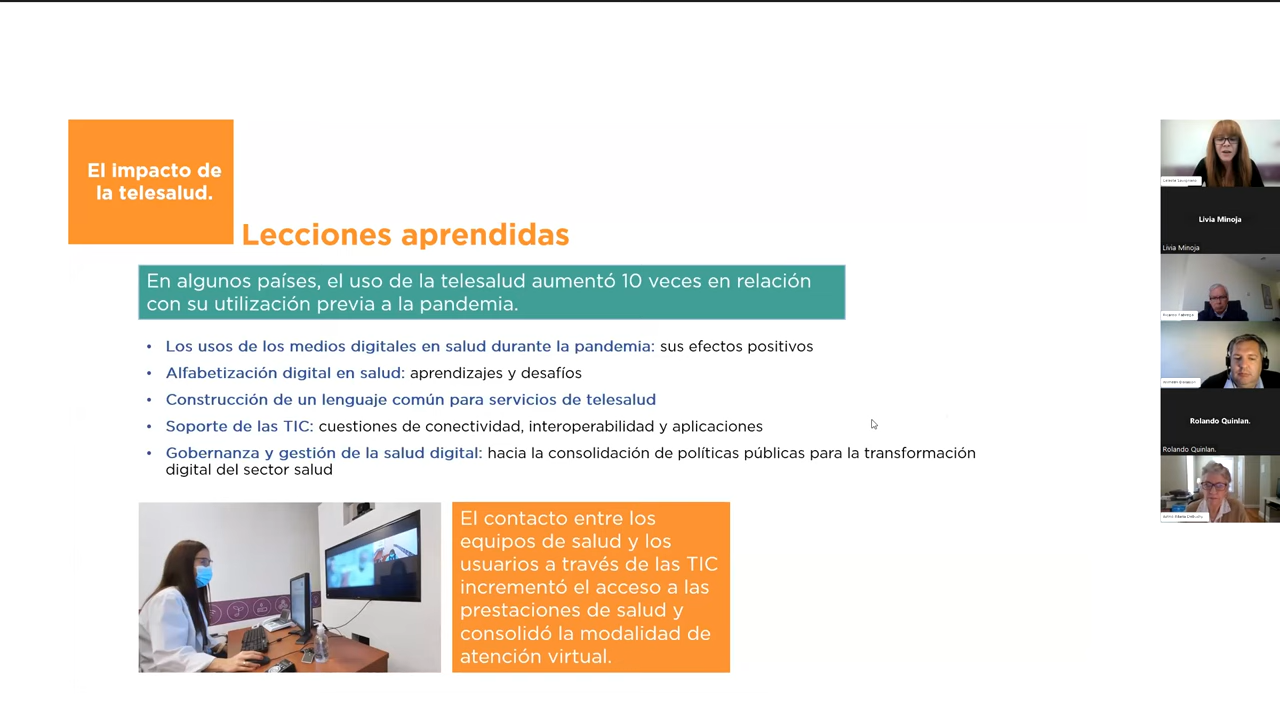 El impacto de
la telesalud.
Lecciones aprendidas
En algunos países, el uso de la telesalud aumentó 10 veces en relación
con su utilización previa a la pandemia.
• Los usos de los medios digitales en salud durante la pandemia: sus efectos positivos
• Alfabetización digital en salud: aprendizajes y desafíos
• Construcción de un lenguaje común para servicios de telesalud
• Soporte de las TIC: cuestiones de conectividad, interoperabilidad y aplicaciones
• Gobernanza y gestión de la salud digital: hacia la consolidación de políticas públicas para la transformación
digital del sector salud
El contacto entre los
equipos de salud y los
usuarios a través de las TIC
incrementó el acceso a las
prestaciones de salud y
consolidó la modalidad de
atención virtual.
Livia Minoja
Livia Minoja
Rolando Quinlan.
Rolando Quinlan.